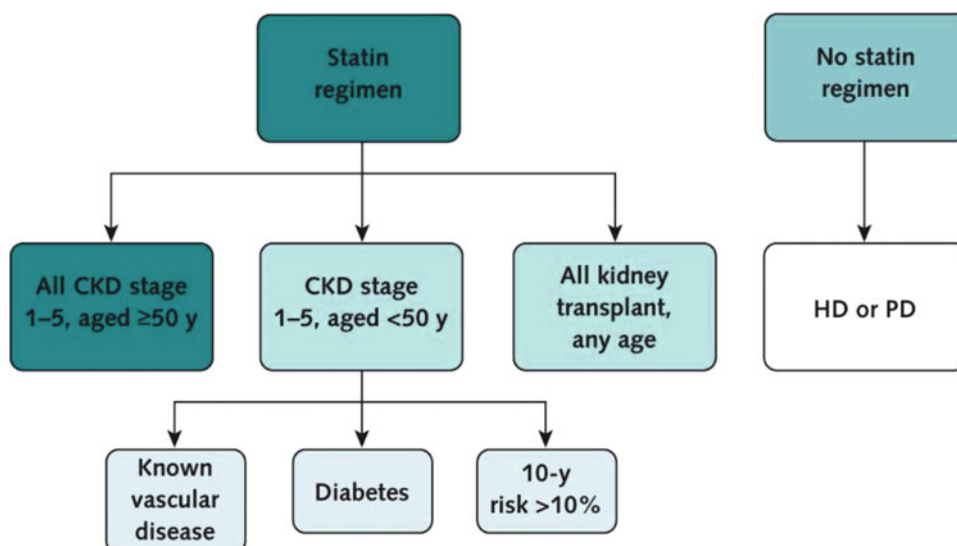 Statin
regimen
No statin
regimen
All CKD stage
1–5, aged ≥50 y
CKD stage
1–5, aged <50 y
All kidney
transplant,
any age
HD or PD
Known
vascular
disease
Diabetes
10-y
risk >10%